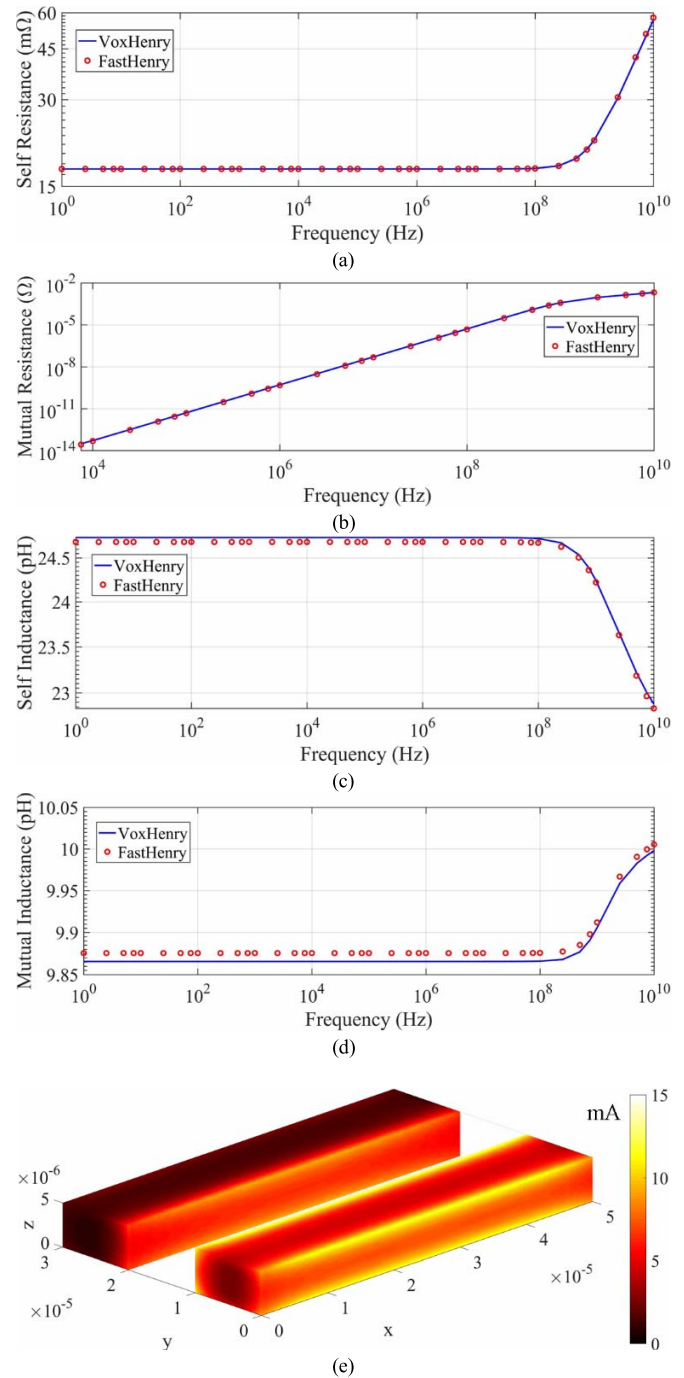 Self Resistance (mΩ)
60
45
30
15
VoxHenry
FastHenry
10^0 10^2 10^4 10^6 10^8 10^10
Frequency (Hz)
(a)
Mutual Resistance (Ω)
10^-2
10^-5
10^-8
10^-11
10^-14
VoxHenry
FastHenry
10^4 10^6 10^8 10^10
Frequency (Hz)
(b)
Self Inductance (pH)
24.5
24
23.5
23
VoxHenry
FastHenry
10^0 10^2 10^4 10^6 10^8 10^10
Frequency (Hz)
(c)
Mutual Inductance (pH)
10.05
10
9.95
9.9
9.85
VoxHenry
FastHenry
10^0 10^2 10^4 10^6 10^8 10^10
Frequency (Hz)
(d)
mA
15
10
5
0
×10^-6
5
z
0
3
2
1
0
×10^-5
y
0
1
2
3
4
5
×10^-5
x
(e)